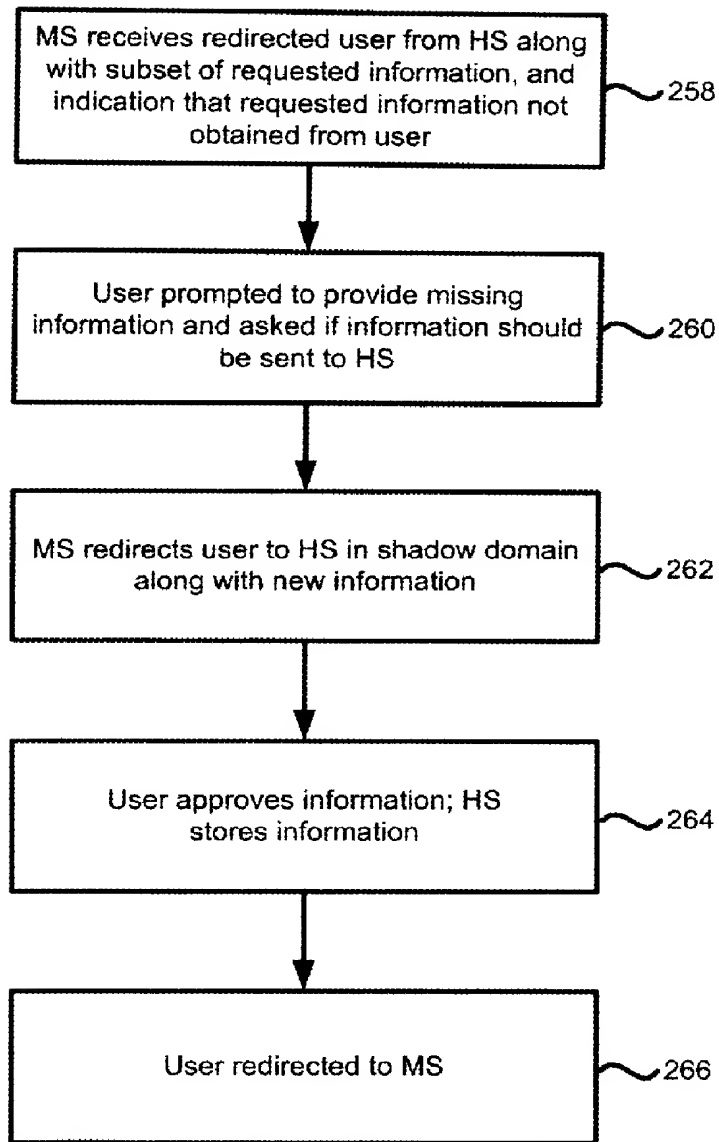 MS receives redirected user from HS along
with subset of requested information, and
indication that requested information not
obtained from user
258
User prompted to provide missing
information and asked if information should
be sent to HS
260
MS redirects user to HS in shadow domain
along with new information
262
User approves information; HS
stores information
264
User redirected to MS
266